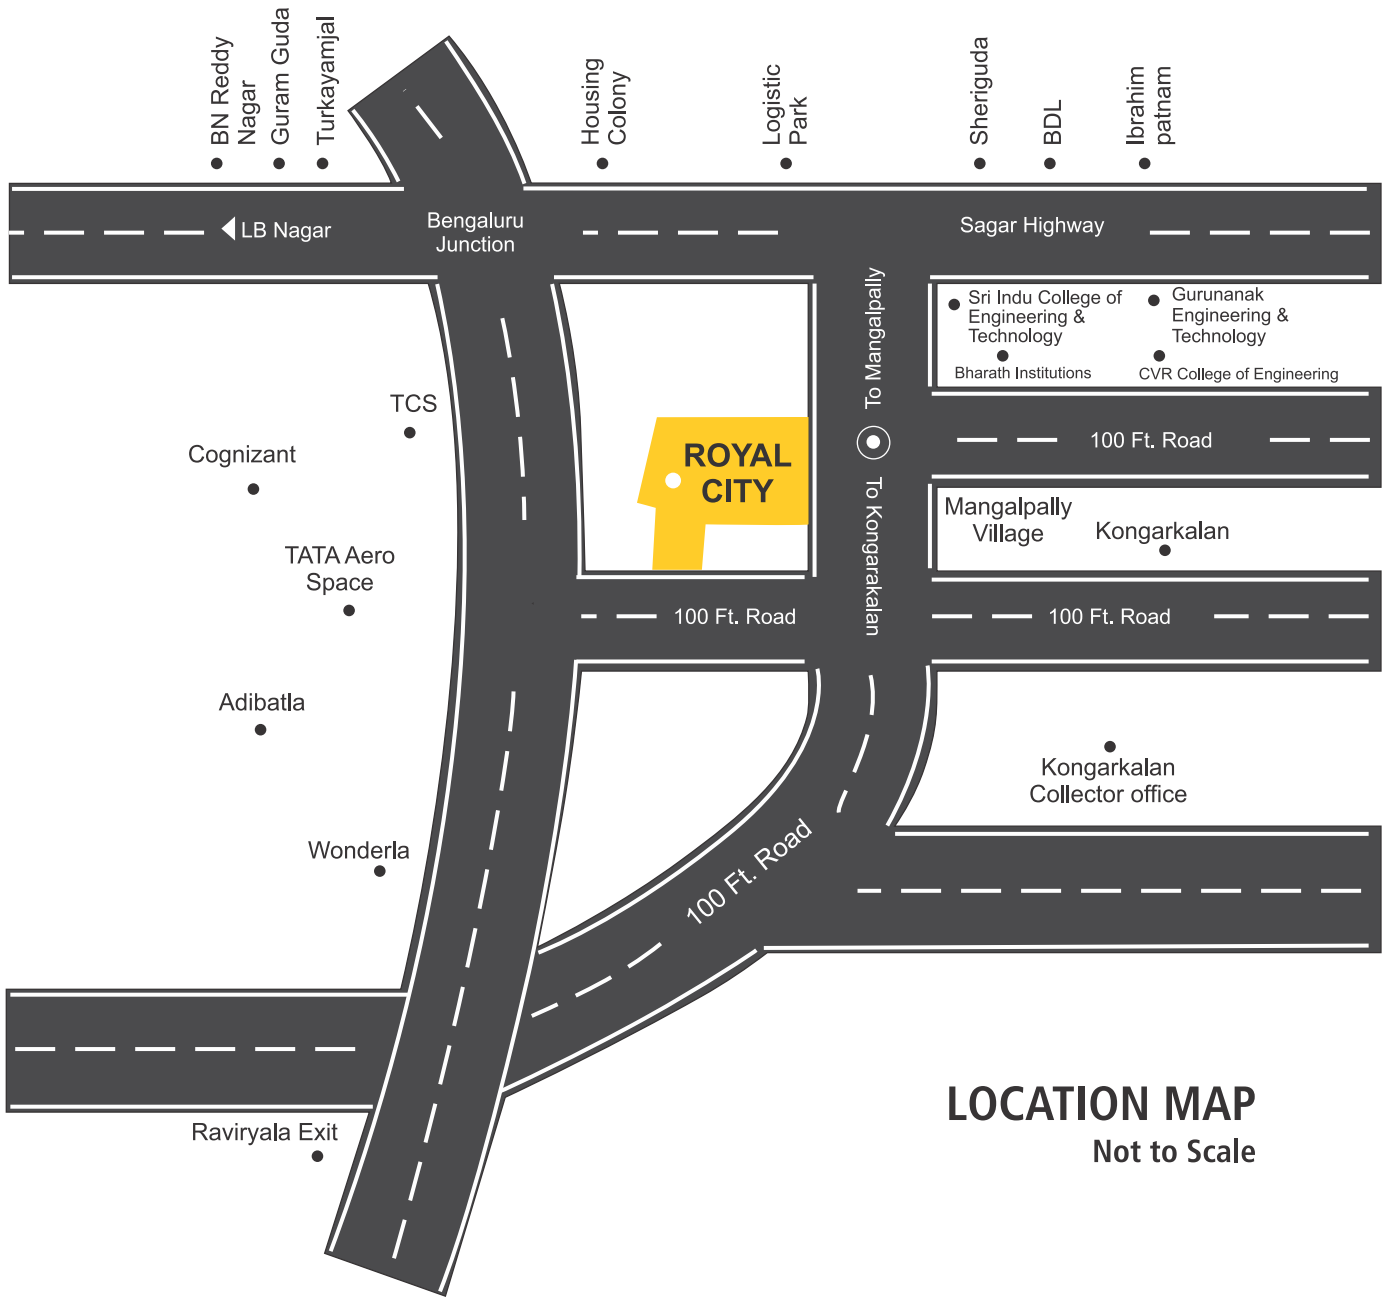 BN Reddy
Nagar
Guram Guda
Turkayamjal
Housing
Colony
Logistic
Park
Sheriguda
BDL
Ibrahim
patnam
LB Nagar
Bengaluru
Junction
Sagar Highway
To Mangalpally
To Kongarakalan
Sri Indu College of
Engineering &
Technology
Gurunanak
Engineering &
Technology
Bharath Institutions
CVR College of Engineering
TCS
Cognizant
ROYAL
CITY
100 Ft. Road
Mangalpally
Village
Kongarkalan
TATA Aero
Space
100 Ft. Road
100 Ft. Road
Adibatla
Kongarkalan
Collector office
Wonderla
100 Ft. Road
Raviryala Exit
LOCATION MAP
Not to Scale